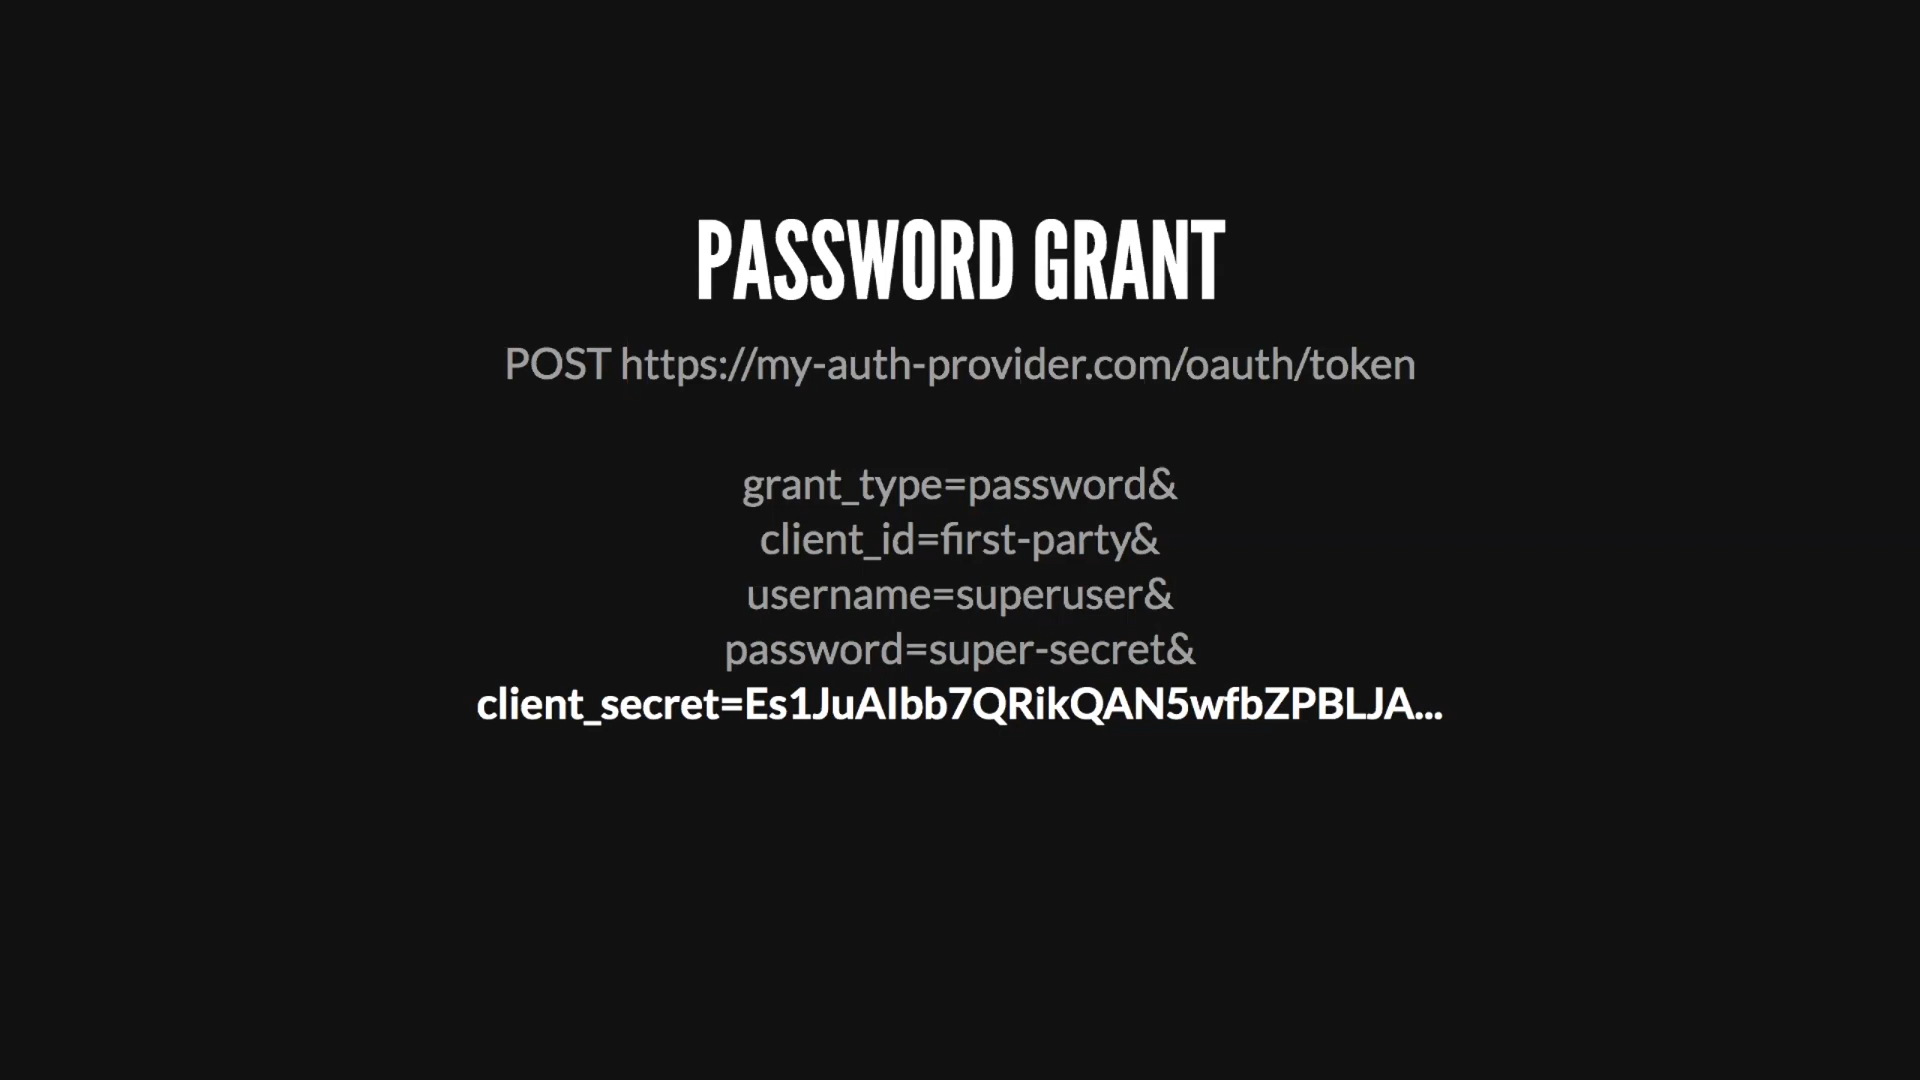 PASSWORD GRANT
POST https://my-auth-provider.com/oauth/token
grant_type=password&
client_id=first-party&
username=superuser&
password=super-secret&
client_secret=Es1JuAIbb7QRikQAN5wfbZPBLJA...